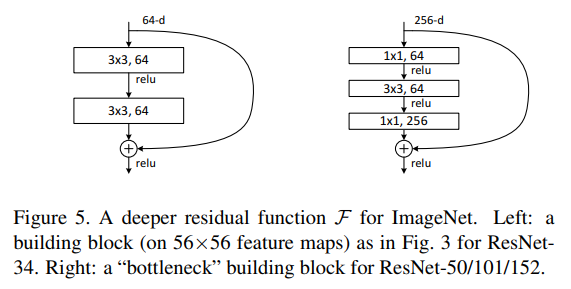 64-d
3x3, 64
relu
3x3, 64
+
relu
256-d
1x1, 64
relu
3x3, 64
relu
1x1, 256
+
relu
Figure 5. A deeper residual function F for ImageNet. Left: a
building block (on 56×56 feature maps) as in Fig. 3 for ResNet-
34. Right: a “bottleneck” building block for ResNet-50/101/152.